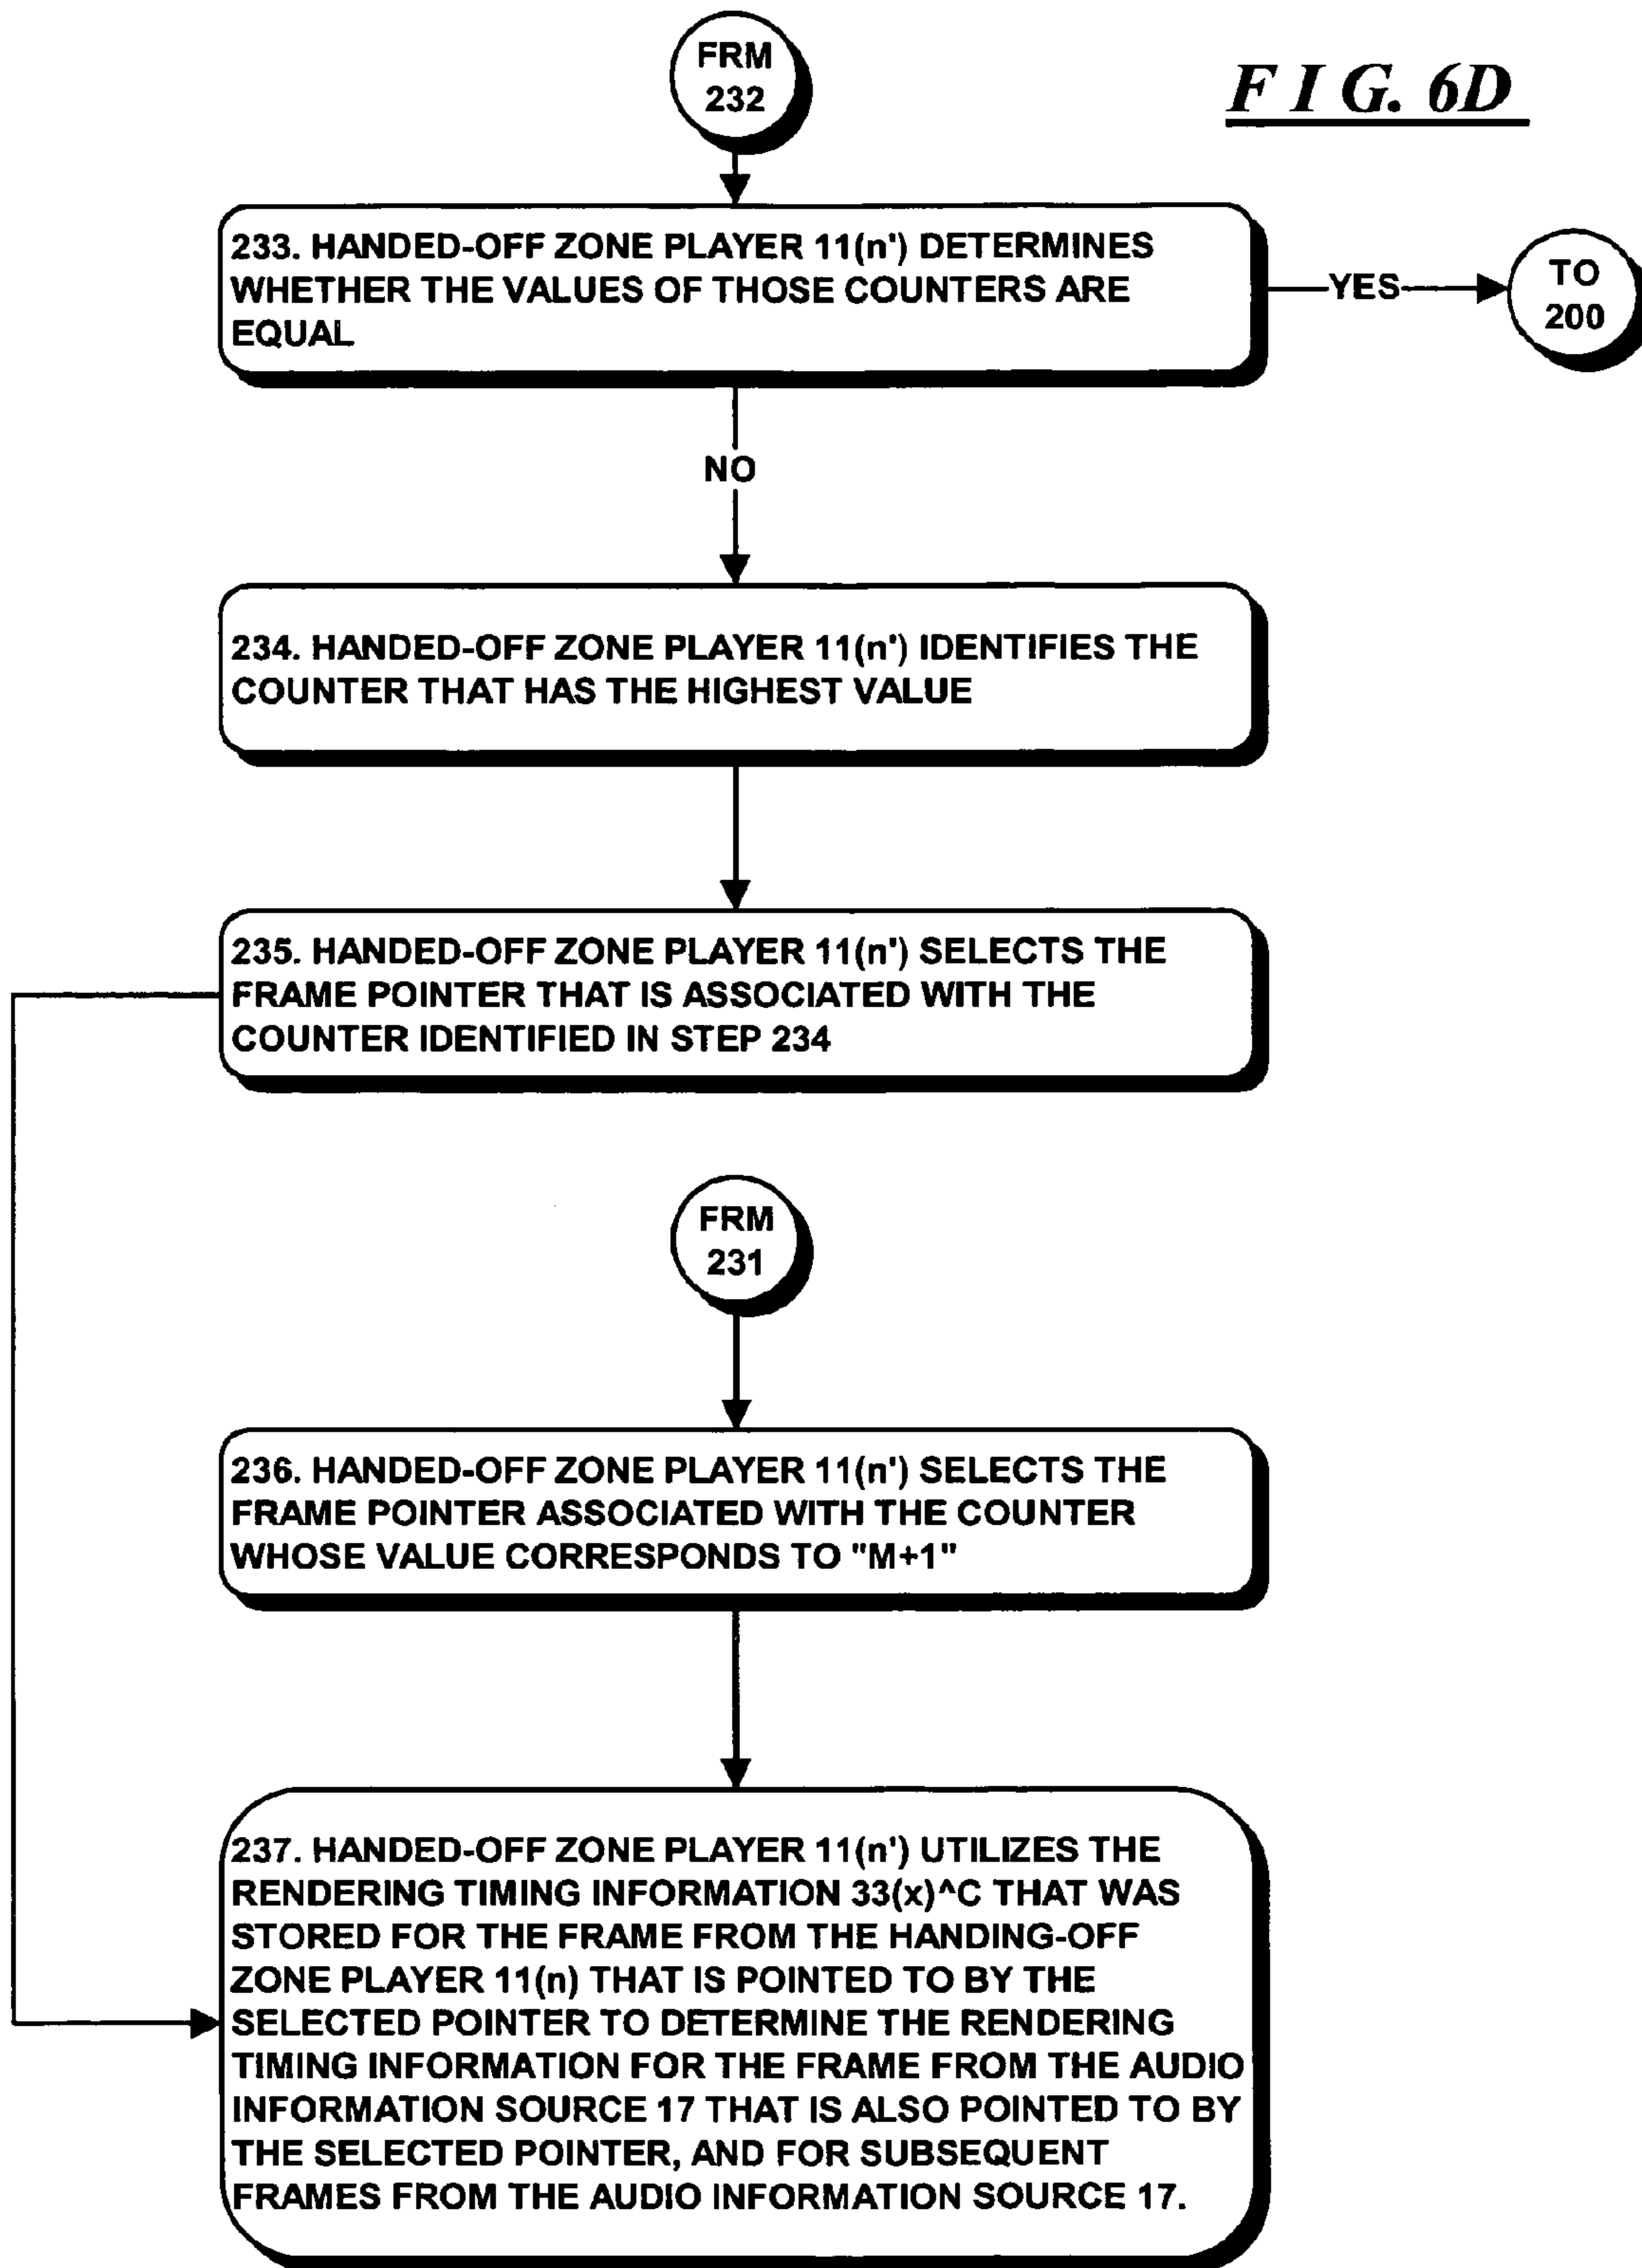 FRM
232
FIG. 6D
233. HANDED-OFF ZONE PLAYER 11(n') DETERMINES
WHETHER THE VALUES OF THOSE COUNTERS ARE
EQUAL
YES
TO
200
NO
234. HANDED-OFF ZONE PLAYER 11(n') IDENTIFIES THE
COUNTER THAT HAS THE HIGHEST VALUE
235. HANDED-OFF ZONE PLAYER 11(n') SELECTS THE
FRAME POINTER THAT IS ASSOCIATED WITH THE
COUNTER IDENTIFIED IN STEP 234
FRM
231
236. HANDED-OFF ZONE PLAYER 11(n') SELECTS THE
FRAME POINTER ASSOCIATED WITH THE COUNTER
WHOSE VALUE CORRESPONDS TO "M+1"
237. HANDED-OFF ZONE PLAYER 11(n') UTILIZES THE
RENDERING TIMING INFORMATION 33(x)^C THAT WAS
STORED FOR THE FRAME FROM THE HANDING-OFF
ZONE PLAYER 11(n) THAT IS POINTED TO BY THE
SELECTED POINTER TO DETERMINE THE RENDERING
TIMING INFORMATION FOR THE FRAME FROM THE AUDIO
INFORMATION SOURCE 17 THAT IS ALSO POINTED TO BY
THE SELECTED POINTER, AND FOR SUBSEQUENT
FRAMES FROM THE AUDIO INFORMATION SOURCE 17.